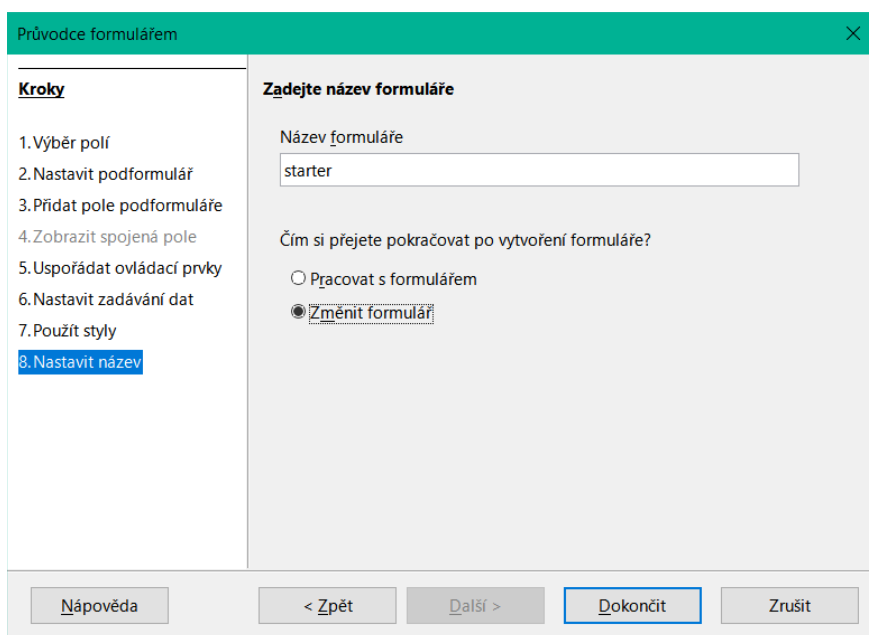 Průvodce formulářem
Kroky
1. Výběr polí
2. Nastavit podformulář
3. Přidat pole podformuláře
4. Zobrazit spojená pole
5. Uspořádat ovládací prvky
6. Nastavit zadávání dat
7. Použít styly
8. Nastavit název
Zadejte název formuláře
Název formuláře
starter
Čím si přejete pokračovat po vytvoření formuláře?
Pracovat s formulářem
Změnit formulář
Nápověda
< Zpět
Další >
Dokončit
Zrušit